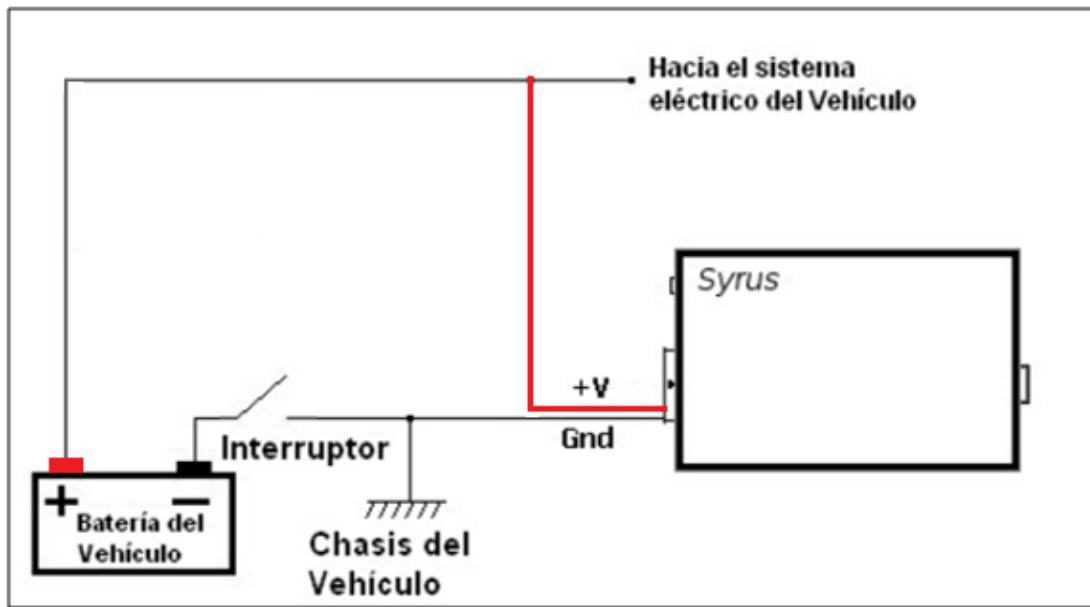 Hacia el sistema
eléctrico del Vehículo
Syrus
+V
Gnd
Interruptor
+ −
Batería del
Vehículo
Chasis del
Vehículo